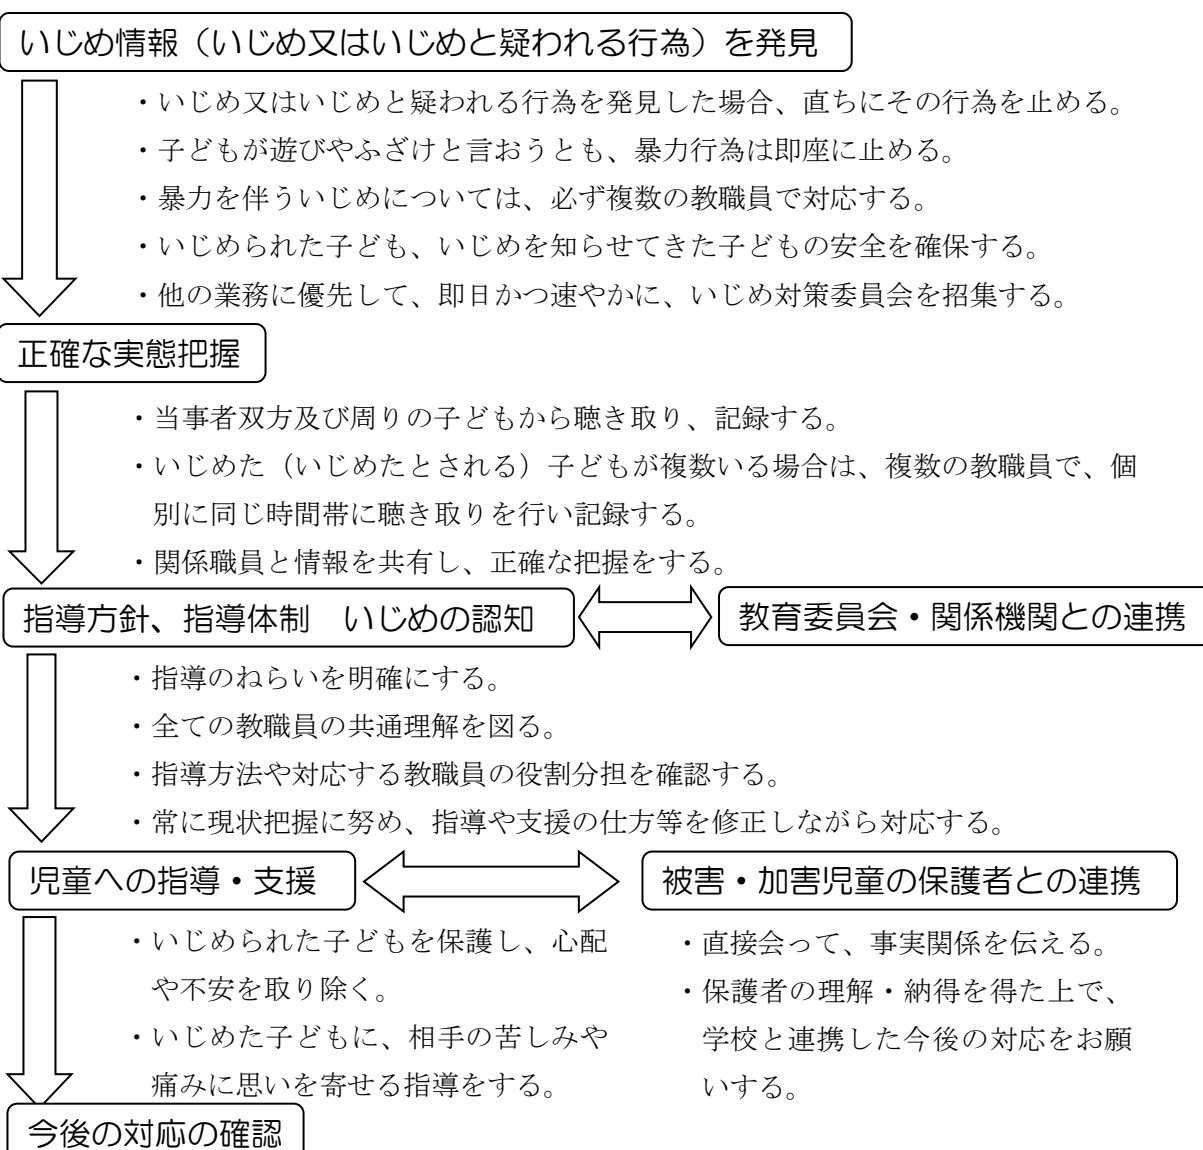 いじめ情報（いじめ又はいじめと疑われる行為）を発見
・いじめ又はいじめと疑われる行為を発見した場合、直ちにその行為を止める。
・子どもが遊びやふざけと言おうとも、暴力行為は即座に止める。
・暴力を伴ういじめについては、必ず複数の教職員で対応する。
・いじめられた子ども、いじめを知らせてきた子どもの安全を確保する。
・他の業務に優先して、即日かつ速やかに、いじめ対策委員会を招集する。
正確な実態把握
・当事者双方及び周りの子どもから聴き取り、記録する。
・いじめた（いじめたとされる）子どもが複数いる場合は、複数の教職員で、個
別に同じ時間帯に聴き取りを行い記録する。
・関係職員と情報を共有し、正確な把握をする。
指導方針、指導体制　いじめの認知
教育委員会・関係機関との連携
・指導のねらいを明確にする。
・全ての教職員の共通理解を図る。
・指導方法や対応する教職員の役割分担を確認する。
・常に現状把握に努め、指導や支援の仕方等を修正しながら対応する。
児童への指導・支援
被害・加害児童の保護者との連携
・いじめられた子どもを保護し、心配
や不安を取り除く。
・いじめた子どもに、相手の苦しみや
痛みに思いを寄せる指導をする。
・直接会って、事実関係を伝える。
・保護者の理解・納得を得た上で、
学校と連携した今後の対応をお願
いする。
今後の対応の確認